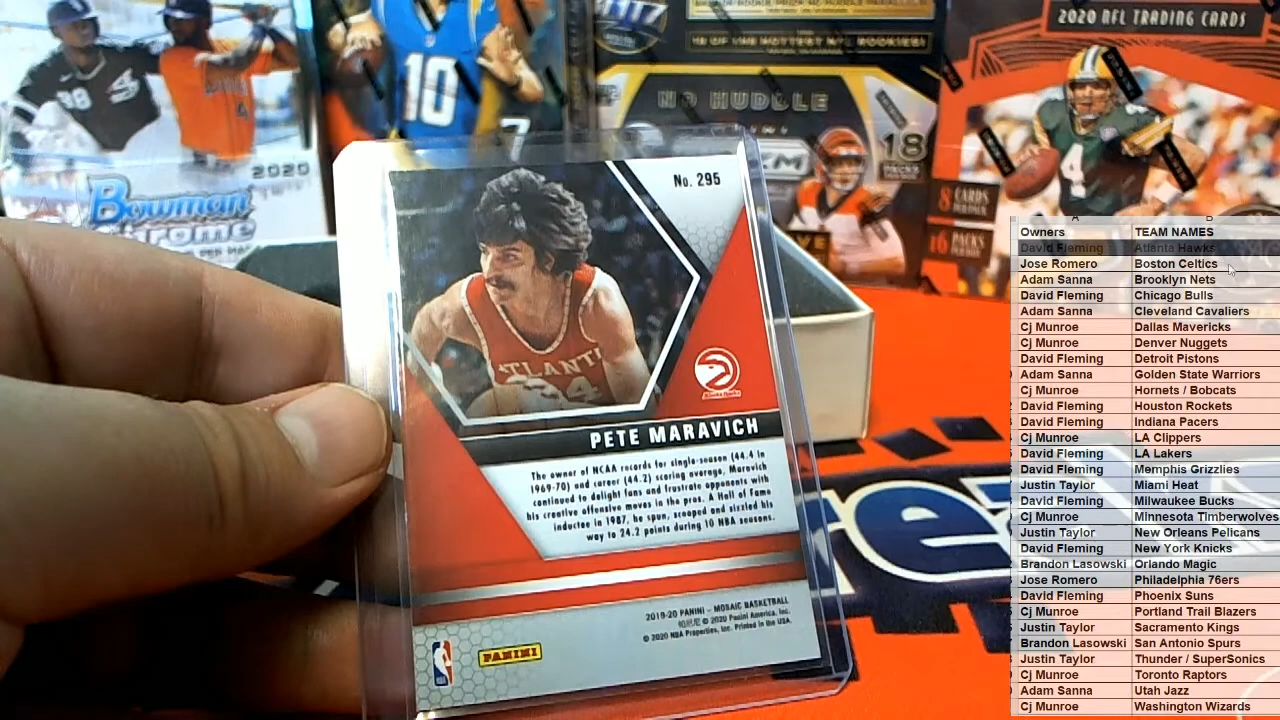 2020
Bowman
Chrome
10
7
98
4
18 OF THE HOTTEST NFL ROOKIES!
NO HUDDLE
18
2020 NFL TRADING CARDS
4
8 CARDS
16 PACKS
No. 295
ATLANT
PETE MARAVICH
The owner of NCAA records for single-season (44.4 in
1969-70) and career (44.2) scoring average, Maravich
continued to delight fans and frustrate opponents with
his creative offensive moves in the pros. A Hall of Fame
inductee in 1987, he spun, scooped and sizzled his
way to 24.2 points during 10 NBA seasons.
2019-20 PANINI – MOSAIC BASKETBALL
© 2020 Panini America, Inc.
© 2020 NBA Properties, Inc. Printed in the USA.
PANINI
A B
Owners TEAM NAMES
David Fleming Atlanta Hawks
Jose Romero Boston Celtics
Adam Sanna Brooklyn Nets
David Fleming Chicago Bulls
Adam Sanna Cleveland Cavaliers
Cj Munroe Dallas Mavericks
Cj Munroe Denver Nuggets
David Fleming Detroit Pistons
Adam Sanna Golden State Warriors
Cj Munroe Hornets / Bobcats
David Fleming Houston Rockets
David Fleming Indiana Pacers
Cj Munroe LA Clippers
David Fleming LA Lakers
David Fleming Memphis Grizzlies
Justin Taylor Miami Heat
David Fleming Milwaukee Bucks
Cj Munroe Minnesota Timberwolves
Justin Taylor New Orleans Pelicans
David Fleming New York Knicks
Brandon Lasowski Orlando Magic
Jose Romero Philadelphia 76ers
David Fleming Phoenix Suns
Cj Munroe Portland Trail Blazers
Justin Taylor Sacramento Kings
Brandon Lasowski San Antonio Spurs
Justin Taylor Thunder / SuperSonics
Cj Munroe Toronto Raptors
Adam Sanna Utah Jazz
Cj Munroe Washington Wizards